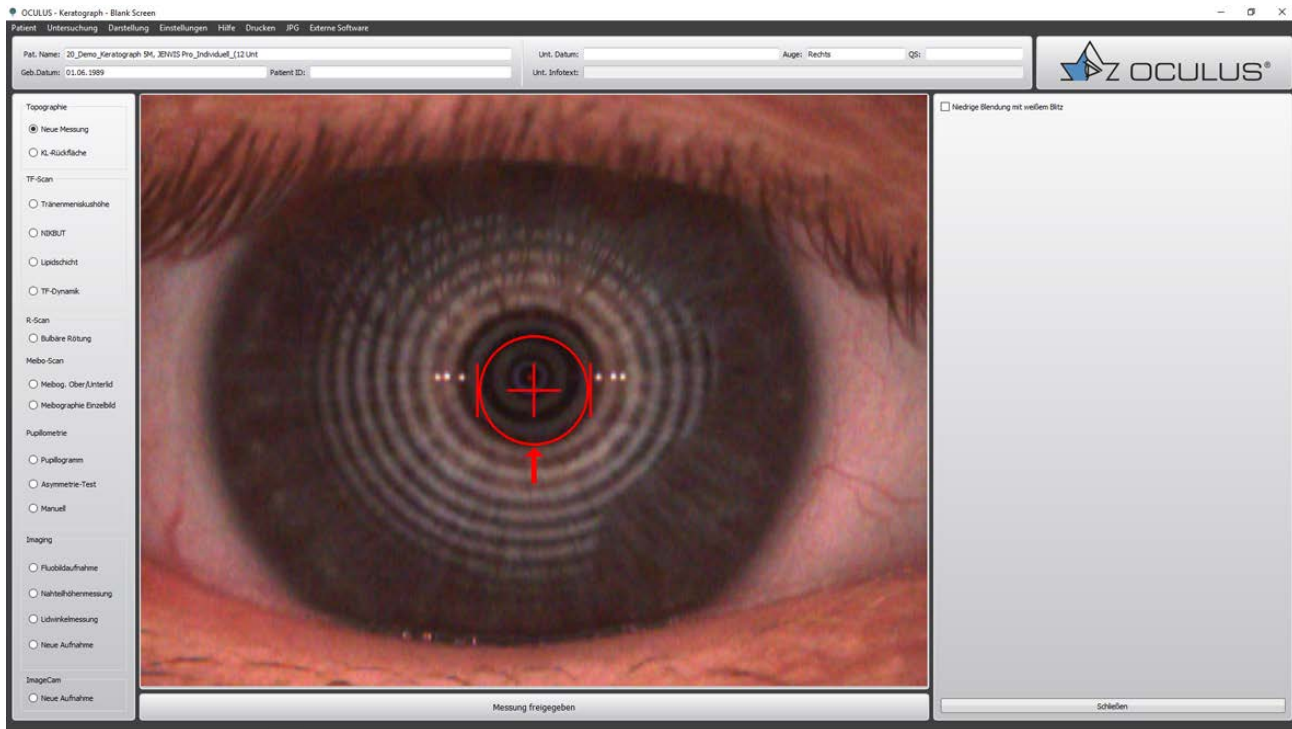 OCULUS - Keratograph - Blank Screen
Patient Untersuchung Darstellung Einstellungen Hilfe Drucken JPG Externe Software
Pat. Name: 20_Demo_Keratograph 5M, JENVIS Pro_Individuell_(12 Unt
Unt. Datum: Auge: Rechts QS:
Geb.Datum: 01.06.1989 Patient ID:
Unt. Infotext:
OCULUS®
Topographie
Neue Messung
KL-Rückfläche
TF-Scan
Tränenmeniskushöhe
NIKBUT
Lipidschicht
TF-Dynamik
R-Scan
Bulbäre Rötung
Meibo-Scan
Meibog. Ober/Unterlid
Meibographie Einzelbild
Pupillometrie
Pupillogramm
Asymmetrie-Test
Manuell
Imaging
Fluobildaufnahme
Nahteilhöhenmessung
Lidwinkelmessung
Neue Aufnahme
ImageCam
Neue Aufnahme
Messung freigegeben
Niedrige Blendung mit weißem Blitz
Schließen